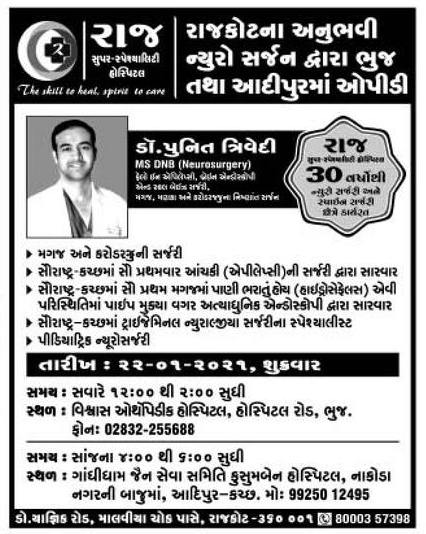 રાજ
સુપર-સ્પેશ્યાલિટી
હોસ્પિટલ
The skill to heal, spirit to care
રાજકોટના અનુભવી
ન્યુરો સર્જન દ્વારા ભુજ
તથા આદીપુરમાં ઓપીડી
ડૉ.પુનિત ત્રિવેદી
MS DNB (Neurosurgery)
ફેલો ઇન એપિલેપ્સી, બ્રેઇન એન્ડોસ્કોપી
એન્ડ સ્કલ બેઇઝ સર્જરી,
મગજ, મણકા અને કરોડરજ્જુના નિષ્ણાંત સર્જન
રાજ
સુપર-સ્પેશ્યાલિટી હોસ્પિટલ
30 વર્ષોથી
ન્યુરો સર્જરી અને
સ્પાઈન સર્જરી
ક્ષેત્રે કાર્યરત
મગજ અને કરોડરજ્જુની સર્જરી
સૌરાષ્ટ્ર-કચ્છમાં સૌ પ્રથમવાર આંચકી (એપીલેપ્સી)ની સર્જરી દ્વારા સારવાર
સૌરાષ્ટ્ર-કચ્છમાં સૌ પ્રથમ મગજમાં પાણી ભરાતું હોય (હાઈડ્રોસેફેલસ) એવી
પરિસ્થિતિમાં પાઈપ મુક્યા વગર અત્યાધુનિક એન્ડોસ્કોપી દ્વારા સારવાર
સૌરાષ્ટ્ર-કચ્છમાં ટ્રાઈજેમિનલ ન્યુરાલ્જીયા સર્જરીના સ્પેશ્યાલીસ્ટ
પીડિયાટ્રિક ન્યુરોસર્જરી
તારીખ : ૨૨-૦૧-૨૦૨૧, શુક્રવાર
સમય : સવારે ૧૨:૦૦ થી ૨:૦૦ સુધી
સ્થળ : વિશ્વાસ ઓર્થોપેડીક હોસ્પિટલ, હોસ્પિટલ રોડ, ભુજ.
ફોન: 02832-255688
સમય : સાંજના ૪:૦૦ થી ૬:૦૦ સુધી
સ્થળ : ગાંધીધામ જૈન સેવા સમિતિ કુસુમબેન હોસ્પિટલ, નાકોડા
નગરની બાજુમાં, આદિપુર-કચ્છ. મો: 99250 12495
ડો.યાજ્ઞિક રોડ, માલવીયા ચોક પાસે, રાજકોટ-૩૬૦ ૦૦૧ 80003 57398